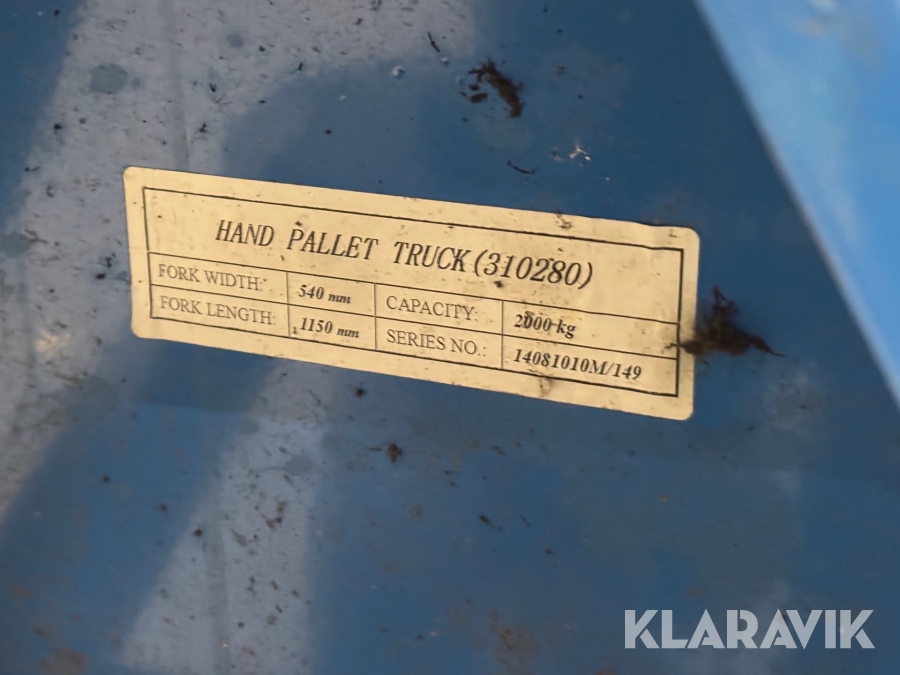 HAND PALLET TRUCK (310280)
FORK WIDTH: 540 mm CAPACITY: 2000 kg
FORK LENGTH: 1150 mm SERIES NO.: 14081010M/149
KLARAVIK